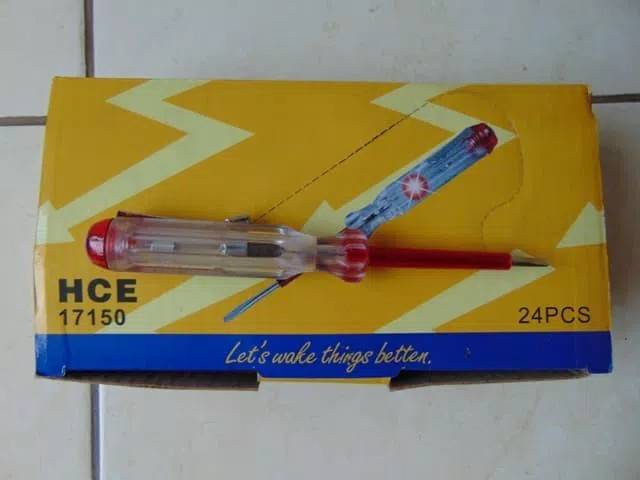 HCE
17150
24PCS
Let's wake things betten.